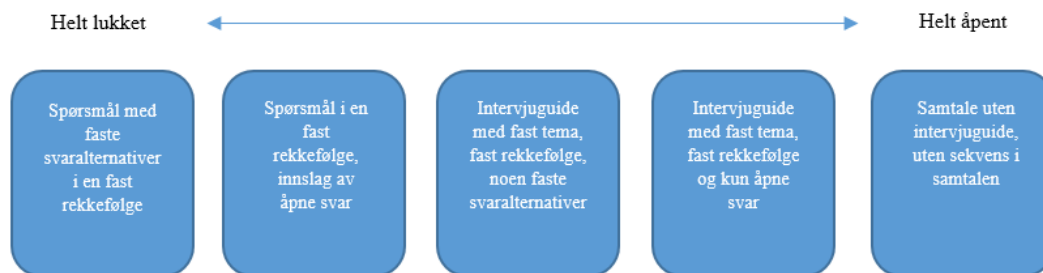 Helt lukket
Helt åpent
Spørsmål med
faste
svaralternativer
i en fast
rekkefølge
Spørsmål i en
fast
rekkefølge,
innslag av
åpne svar
Intervjuguide
med fast tema,
fast rekkefølge,
noen faste
svaralternativer
Intervjuguide
med fast tema,
fast rekkefølge
og kun åpne
svar
Samtale uten
intervjuguide,
uten sekvens i
samtalen